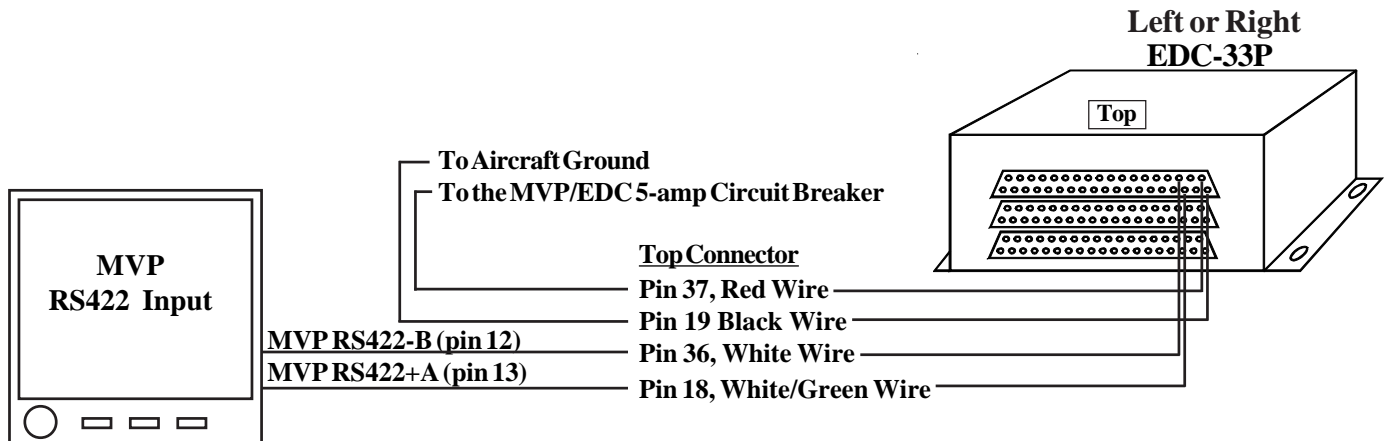 Left or Right
EDC-33P
Top
To Aircraft Ground
To the MVP/EDC 5-amp Circuit Breaker
MVP
RS422 Input
Top Connector
Pin 37, Red Wire
Pin 19 Black Wire
MVP RS422-B (pin 12)
Pin 36, White Wire
MVP RS422+A (pin 13)
Pin 18, White/Green Wire